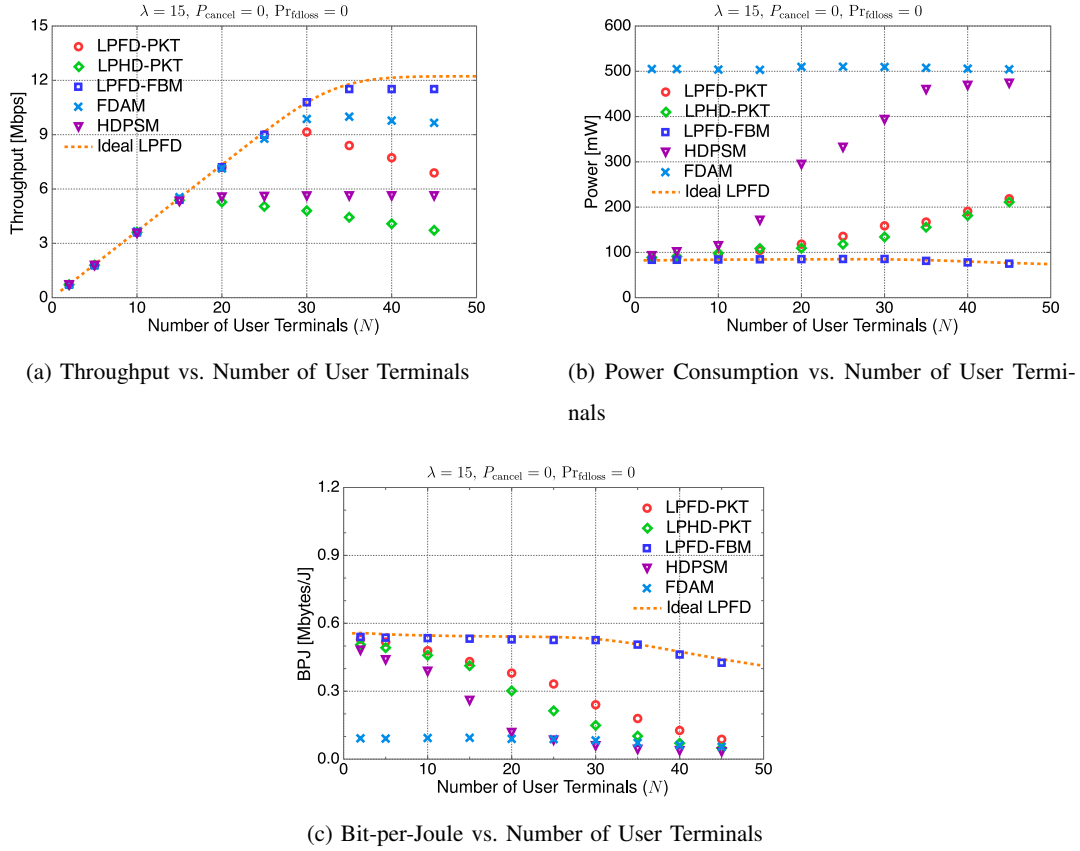 λ = 15, P_cancel = 0, Pr_fdloss = 0
15
12
9
6
3
0
Throughput [Mbps]
LPFD-PKT
LPHD-PKT
LPFD-FBM
FDAM
HDPSM
Ideal LPFD
0 10 20 30 40 50
Number of User Terminals (N)
(a) Throughput vs. Number of User Terminals
λ = 15, P_cancel = 0, Pr_fdloss = 0
600
500
400
300
200
100
0
Power [mW]
LPFD-PKT
LPHD-PKT
LPFD-FBM
HDPSM
FDAM
Ideal LPFD
0 10 20 30 40 50
Number of User Terminals (N)
(b) Power Consumption vs. Number of User Termi-
nals
λ = 15, P_cancel = 0, Pr_fdloss = 0
1.2
0.9
0.6
0.3
0.0
BPJ [Mbytes/J]
LPFD-PKT
LPHD-PKT
LPFD-FBM
HDPSM
FDAM
Ideal LPFD
0 10 20 30 40 50
Number of User Terminals (N)
(c) Bit-per-Joule vs. Number of User Terminals